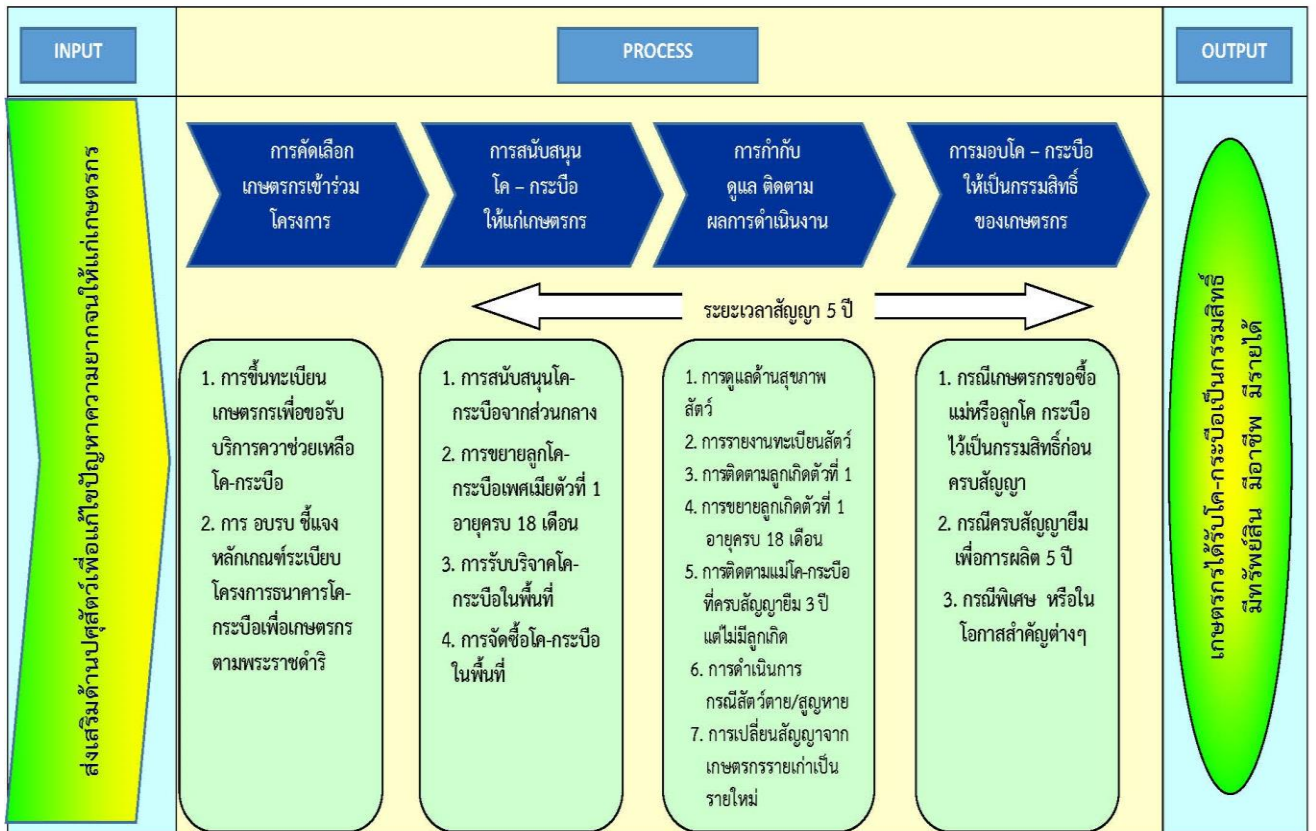 INPUT
PROCESS
OUTPUT
ส่งเสริมด้านปศุสัตว์เพื่อแก้ไขปัญหาความยากจนให้แก่เกษตรกร
การคัดเลือก
เกษตรกรเข้าร่วม
โครงการ
การสนับสนุน
โค – กระบือ
ให้แก่เกษตรกร
การกำกับ
ดูแล ติดตาม
ผลการดำเนินงาน
การมอบโค – กระบือ
ให้เป็นกรรมสิทธิ์
ของเกษตรกร
ระยะเวลาสัญญา 5 ปี
1. การขึ้นทะเบียน
เกษตรกรเพื่อขอรับ
บริการควาช่วยเหลือ
โค-กระบือ
2. การ อบรบ ชี้แจง
หลักเกณฑ์ระเบียบ
โครงการธนาคารโค-
กระบือเพื่อเกษตรกร
ตามพระราชดำริ
1. การสนับสนุนโค-
กระบือจากส่วนกลาง
2. การขยายลูกโค-
กระบือเพศเมียตัวที่ 1
อายุครบ 18 เดือน
3. การรับบริจาคโค-
กระบือในพื้นที่
4. การจัดซื้อโค-กระบือ
ในพื้นที่
1. การดูแลด้านสุขภาพ
สัตว์
2. การรายงานทะเบียนสัตว์
3. การติดตามลูกเกิดตัวที่ 1
4. การขยายลูกเกิดตัวที่ 1
อายุครบ 18 เดือน
5. การติดตามแม่โค-กระบือ
ที่ครบสัญญายืม 3 ปี
แต่ไม่มีลูกเกิด
6. การดำเนินการ
กรณีสัตว์ตาย/สูญหาย
7. การเปลี่ยนสัญญาจาก
เกษตรกรรายเก่าเป็น
รายใหม่
1. กรณีเกษตรกรขอซื้อ
แม่หรือลูกโค กระบือ
ไว้เป็นกรรมสิทธิ์ก่อน
ครบสัญญา
2. กรณีครบสัญญายืม
เพื่อการผลิต 5 ปี
3. กรณีพิเศษ หรือใน
โอกาสสำคัญต่างๆ
เกษตรกรได้รับโค-กระบือเป็นกรรมสิทธิ์
มีทรัพย์สิน มีอาชีพ มีรายได้